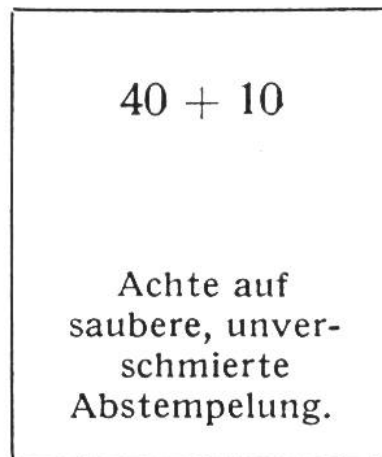 40 + 10
Achte auf
saubere, unver-
schmierte
Abstempelung.